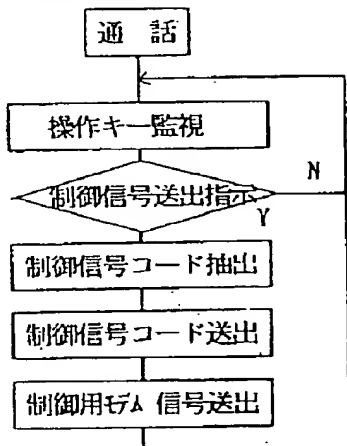 通話
操作キー監視
N
制御信号送出指示
Y
制御信号コード抽出
制御信号コード送出
制御用モデム信号送出